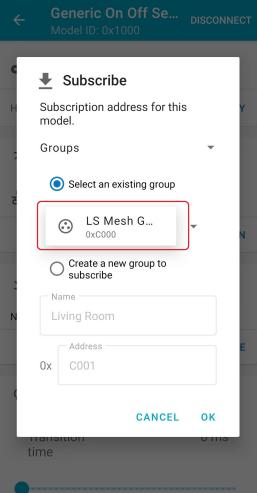 Generic On Off Se...
DISCONNECT
Model ID: 0x1000
Subscribe
Subscription address for this
model.
Groups
Select an existing group
LS Mesh G...
0xC000
Create a new group to
subscribe
Name
Living Room
Address
0x
C001
CANCEL
OK
Transition
0 ms
time